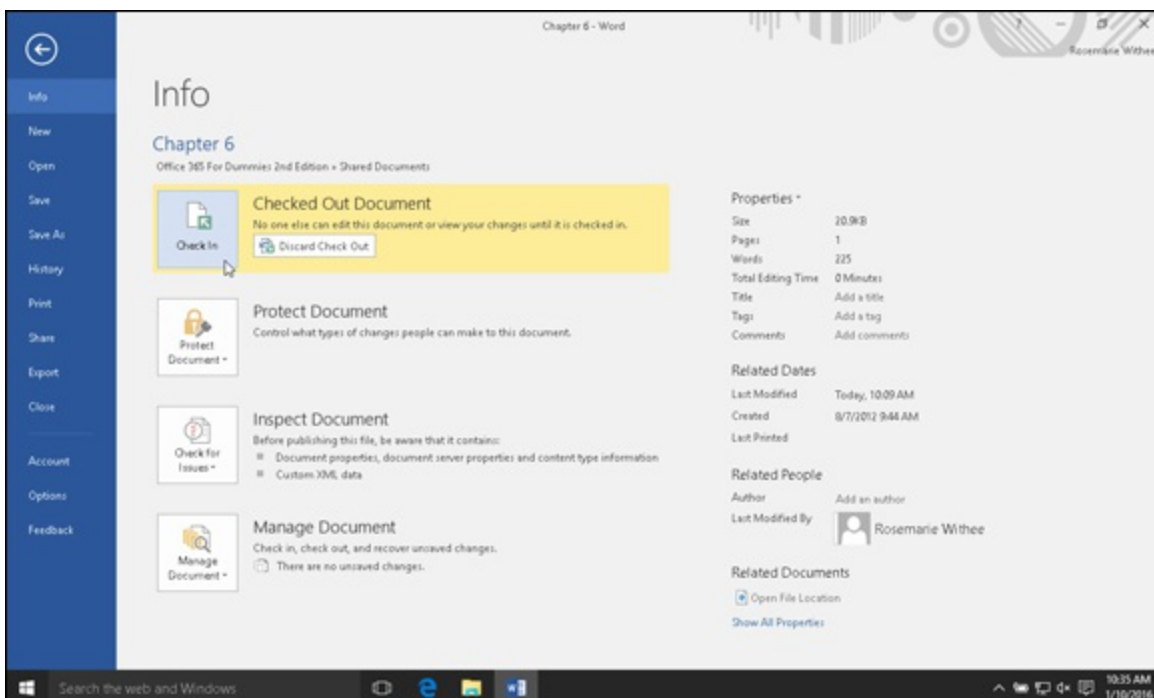 Chapter 6 - Word
?
Rosemarie Withee
Info
New
Open
Save
Save As
History
Print
Share
Export
Close
Account
Options
Feedback
Info
Chapter 6
Office 365 For Dummies 2nd Edition » Shared Documents
Check In
Checked Out Document
No one else can edit this document or view your changes until it is checked in.
Discard Check Out
Protect Document
Protect Document
Control what types of changes people can make to this document.
Check for Issues
Inspect Document
Before publishing this file, be aware that it contains:
Document properties, document server properties and content type information
Custom XML data
Manage Document
Manage Document
Check in, check out, and recover unsaved changes.
There are no unsaved changes.
Properties
Size 20.9KB
Pages 1
Words 225
Total Editing Time 0 Minutes
Title Add a title
Tags Add a tag
Comments Add comments
Related Dates
Last Modified Today, 10:09 AM
Created 8/7/2012 9:44 AM
Last Printed
Related People
Author Add an author
Last Modified By Rosemarie Withee
Related Documents
Open File Location
Show All Properties
Search the web and Windows
10:35 AM
1/10/2016